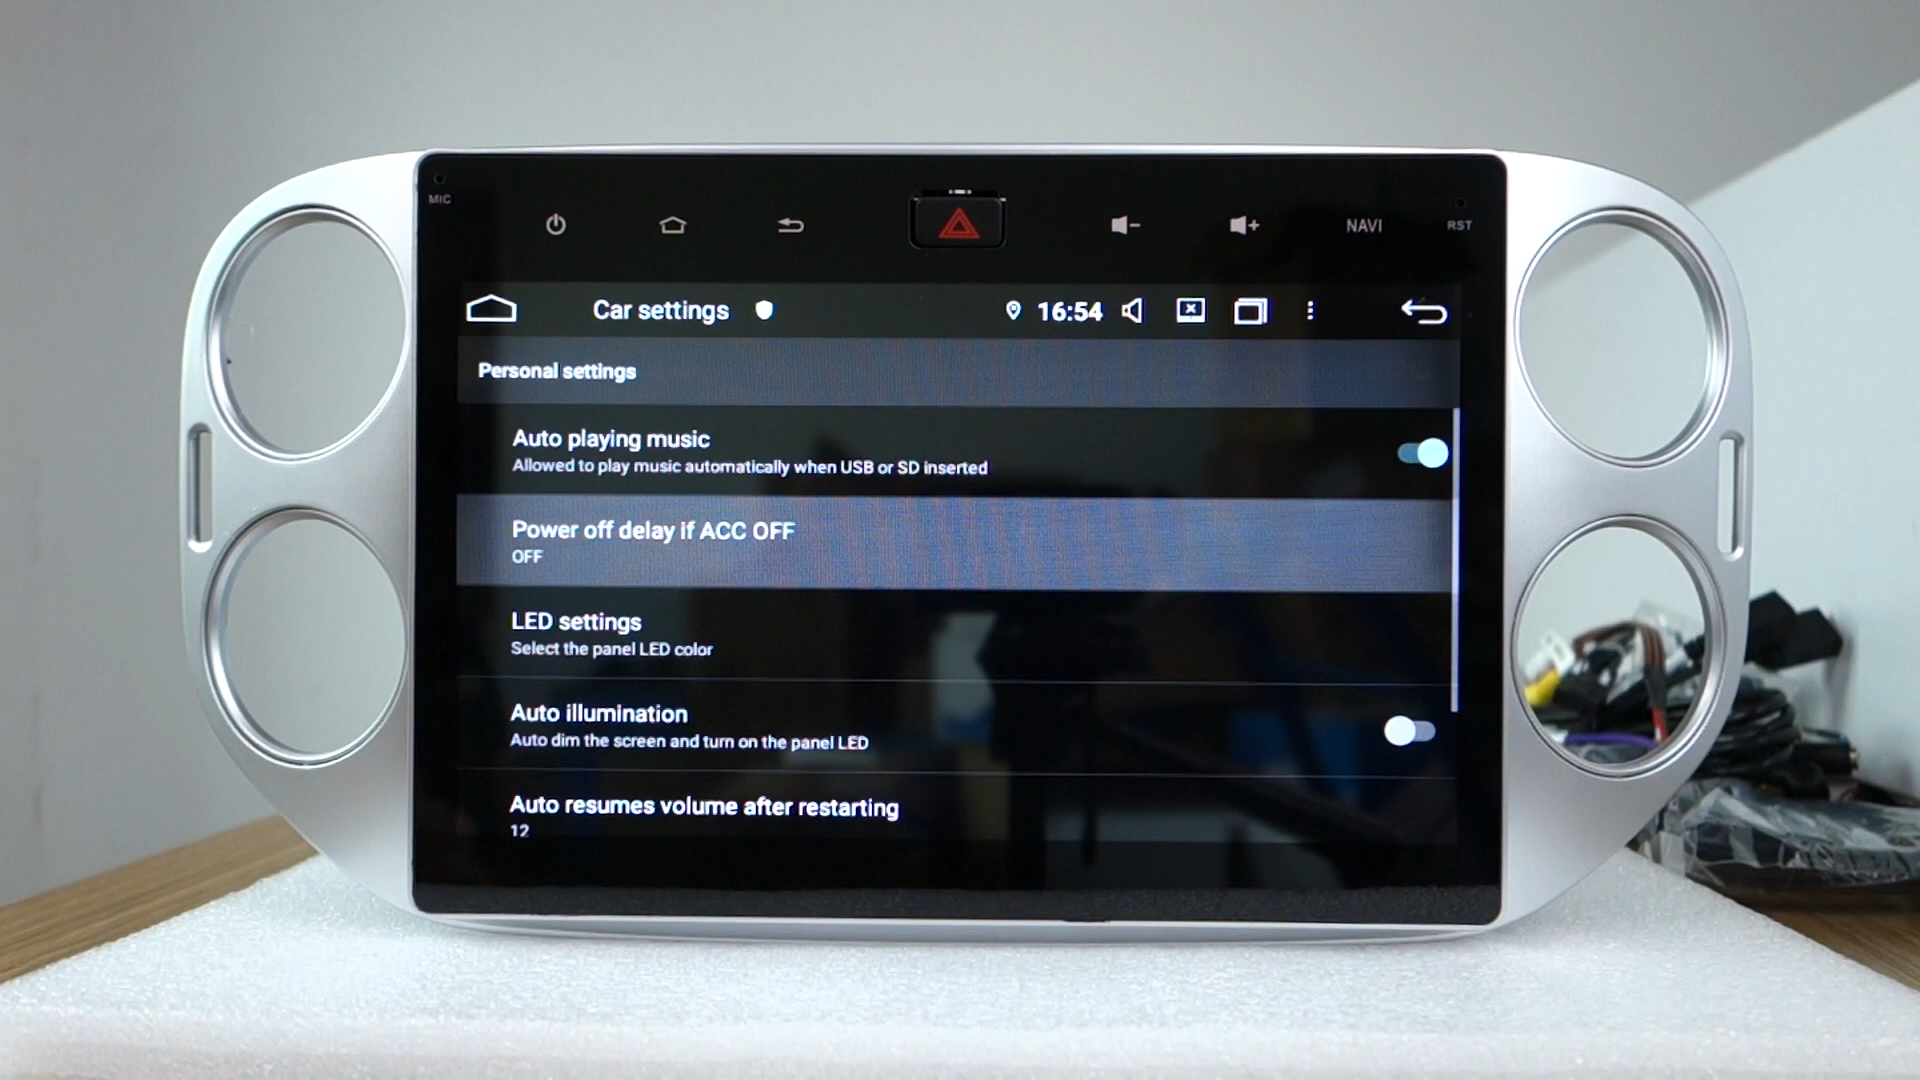 MIC
NAVI
RST
Car settings
16:54
Personal settings
Auto playing music
Allowed to play music automatically when USB or SD inserted
Power off delay if ACC OFF
OFF
LED settings
Select the panel LED color
Auto illumination
Auto dim the screen and turn on the panel LED
Auto resumes volume after restarting
12